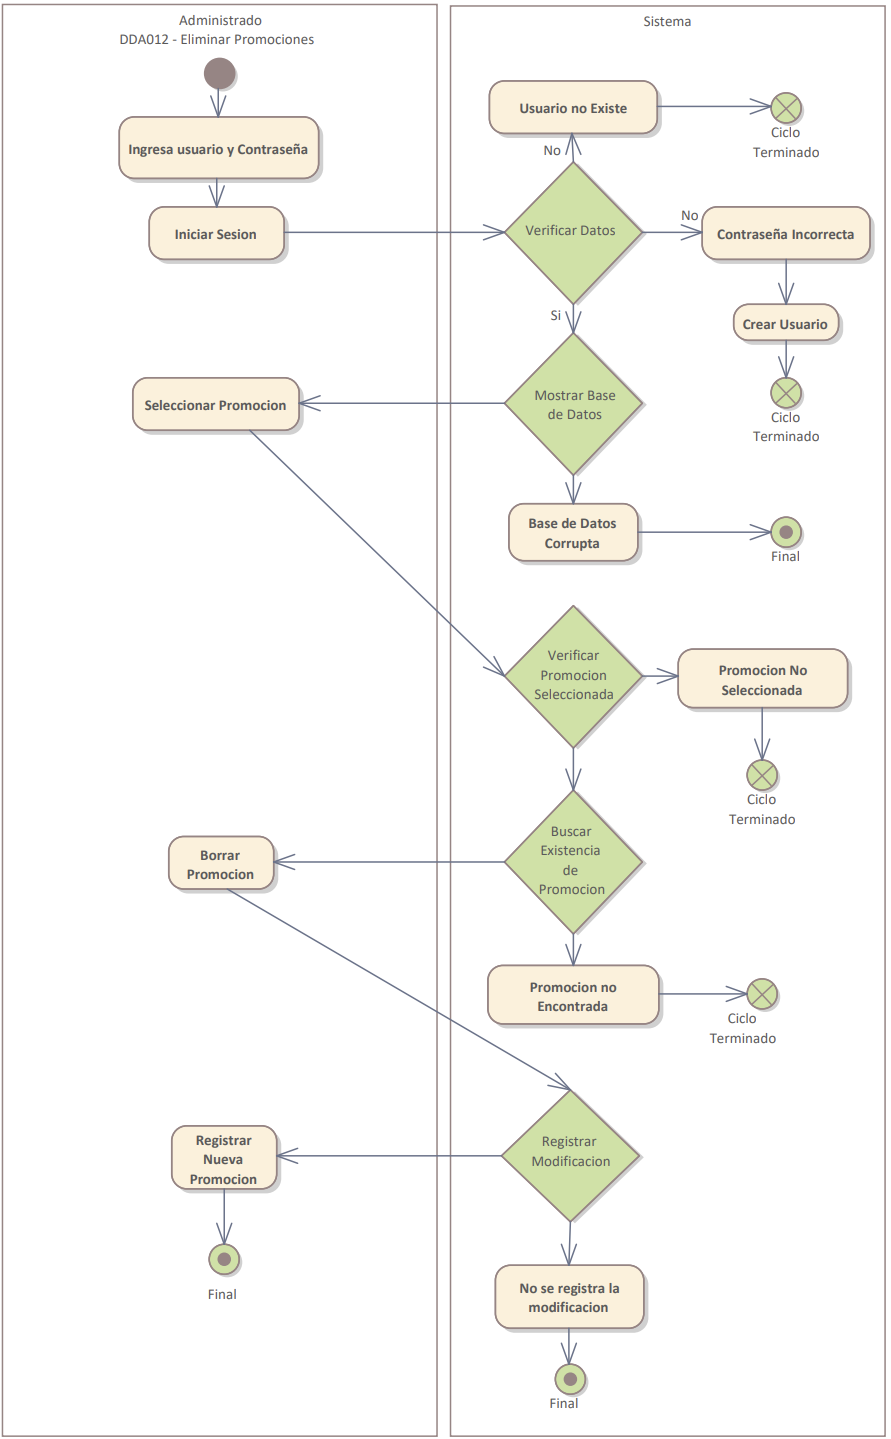 Administrado
DDA012 - Eliminar Promociones
Sistema
Usuario no Existe
Ciclo
Terminado
Ingresa usuario y Contraseña
No
Iniciar Sesion
Verificar Datos
No
Contraseña Incorrecta
Si
Crear Usuario
Ciclo
Terminado
Seleccionar Promocion
Mostrar Base
de Datos
Base de Datos
Corrupta
Final
Verificar
Promocion
Seleccionada
Promocion No
Seleccionada
Ciclo
Terminado
Buscar
Existencia
de
Promocion
Borrar
Promocion
Promocion no
Encontrada
Ciclo
Terminado
Registrar
Modificacion
Registrar
Nueva
Promocion
Final
No se registra la
modificacion
Final